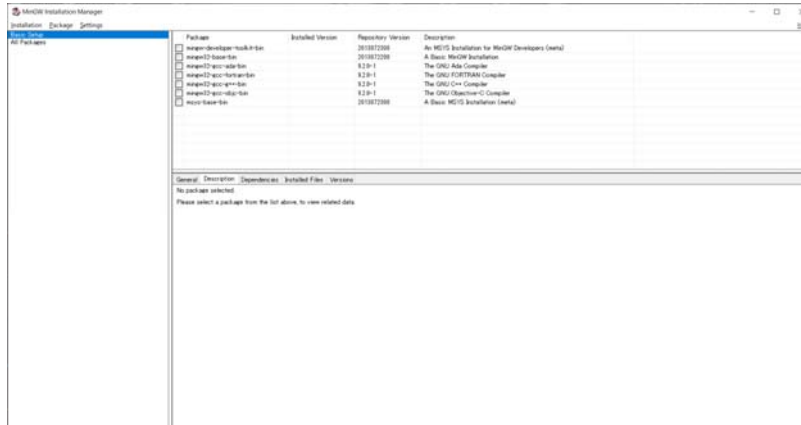 MinGW Installation Manager
Installation Package Settings
Basic Setup
All Packages
Package Installed Version Repository Version Description
mingw-developer-toolkit-bin 2013072300 An MSYS Installation for MinGW Developers (meta)
mingw32-base-bin 2013072200 A Basic MinGW Installation
mingw32-gcc-ada-bin 9.2.0-1 The GNU Ada Compiler
mingw32-gcc-fortran-bin 9.2.0-1 The GNU FORTRAN Compiler
mingw32-gcc-g++-bin 9.2.0-1 The GNU C++ Compiler
mingw32-gcc-objc-bin 9.2.0-1 The GNU Objective-C Compiler
msys-base-bin 2013072300 A Basic MSYS Installation (meta)
General Description Dependencies Installed Files Versions
No package selected.
Please select a package from the list above, to view related data.